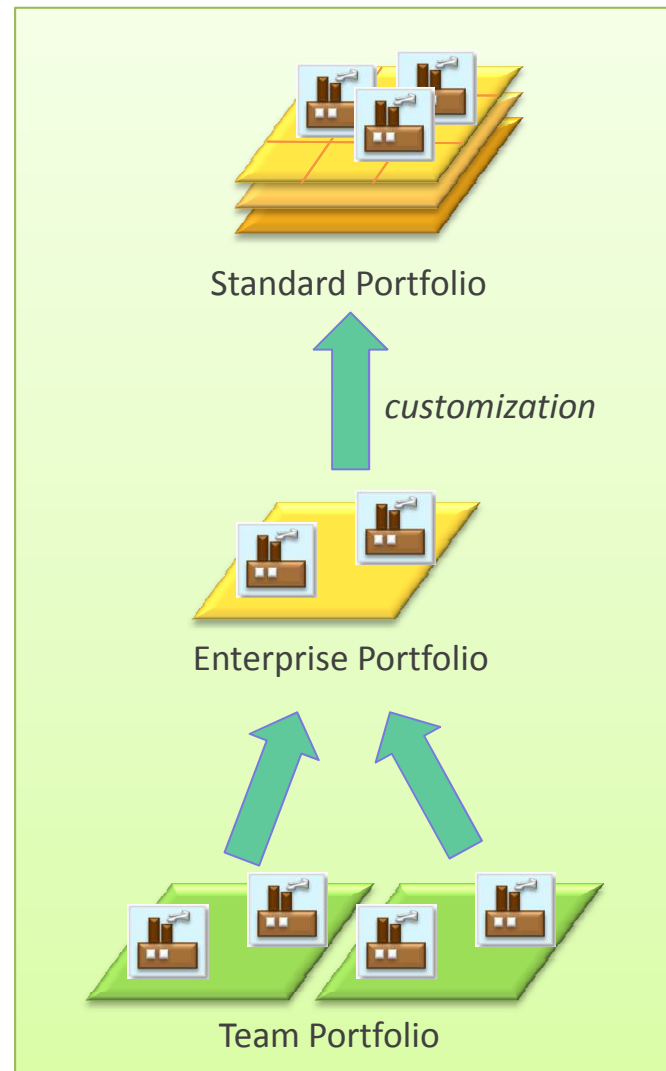 Standard Portfolio
customization
Enterprise Portfolio
Team Portfolio